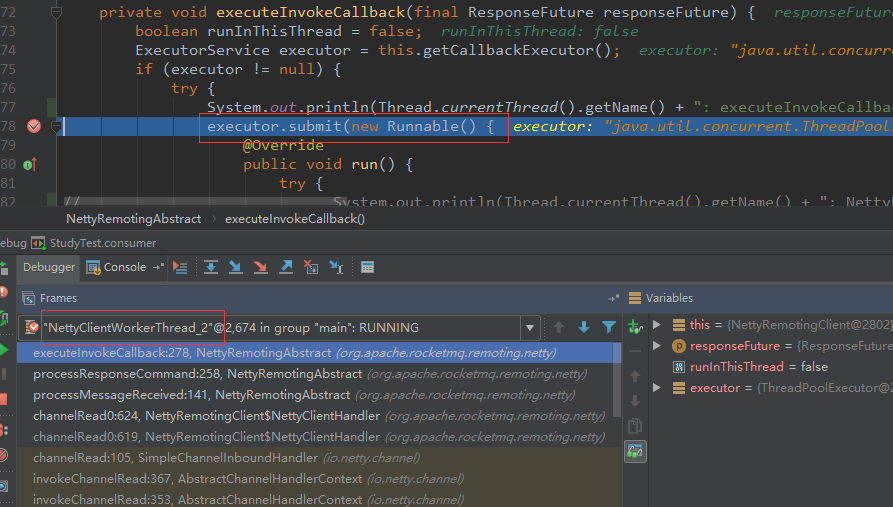 72 private void executeInvokeCallback(final ResponseFuture responseFuture) { responseFutur
73 boolean runInThisThread = false; runInThisThread: false
74 ExecutorService executor = this.getCallbackExecutor(); executor: "java.util.concurrent
75 if (executor != null) {
76 try {
77 System.out.println(Thread.currentThread().getName() + ": executeInvokeCallba
78 executor.submit(new Runnable() { executor: "java.util.concurrent.ThreadPool
79 @Override
80 public void run() {
81 try {
82 // System.out.println(Thread.currentThread().getName() + ": Netty
NettyRemotingAbstract › executeInvokeCallback()
ebug StudyTest.consumer
Debugger Console
Frames
Variables
"NettyClientWorkerThread_2"@2,674 in group "main": RUNNING
executeInvokeCallback:278, NettyRemotingAbstract (org.apache.rocketmq.remoting.netty)
processResponseCommand:258, NettyRemotingAbstract (org.apache.rocketmq.remoting.netty)
processMessageReceived:141, NettyRemotingAbstract (org.apache.rocketmq.remoting.netty)
channelRead0:624, NettyRemotingClient$NettyClientHandler (org.apache.rocketmq.remoting.netty)
channelRead0:619, NettyRemotingClient$NettyClientHandler (org.apache.rocketmq.remoting.netty)
channelRead:105, SimpleChannelInboundHandler (io.netty.channel)
invokeChannelRead:367, AbstractChannelHandlerContext (io.netty.channel)
invokeChannelRead:353, AbstractChannelHandlerContext (io.netty.channel)
this = {NettyRemotingClient@2802}
responseFuture = {ResponseFuture
runInThisThread = false
executor = {ThreadPoolExecutor@2